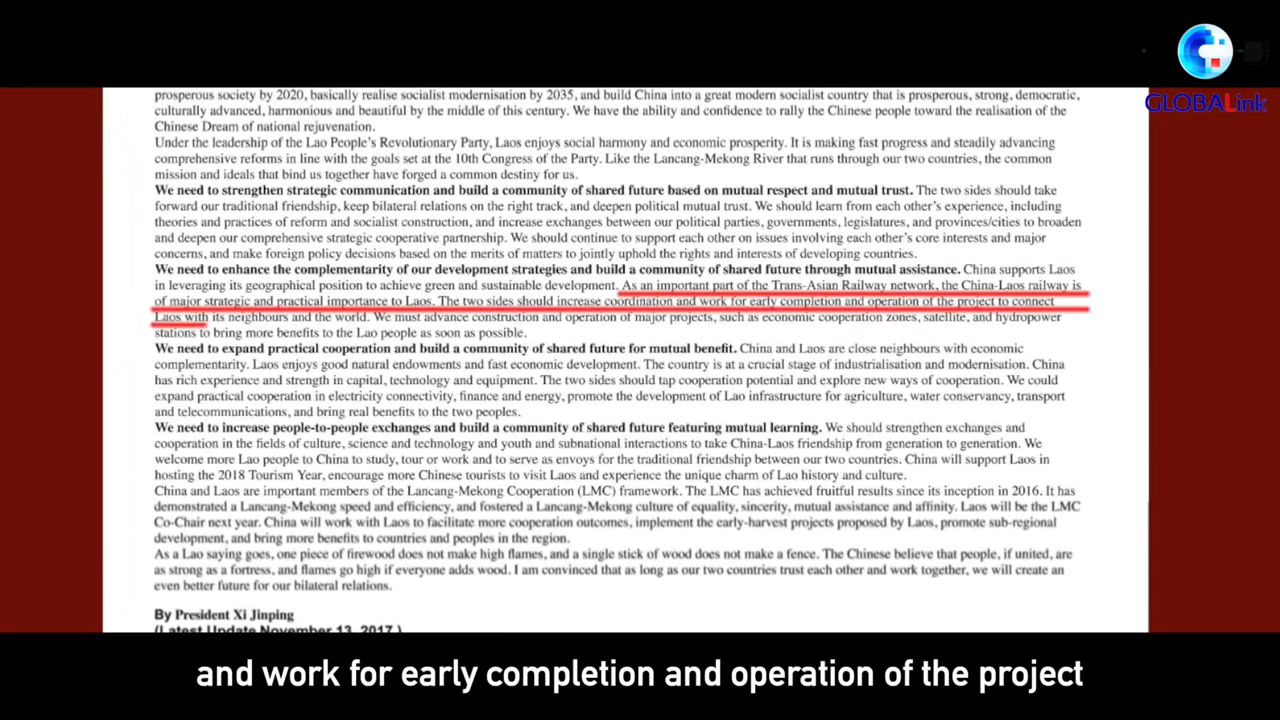 GLOBALink
prosperous society by 2020, basically realise socialist modernisation by 2035, and build China into a great modern socialist country that is prosperous, strong, democratic,
culturally advanced, harmonious and beautiful by the middle of this century. We have the ability and confidence to rally the Chinese people toward the realisation of the
Chinese Dream of national rejuvenation.
Under the leadership of the Lao People's Revolutionary Party, Laos enjoys social harmony and economic prosperity. It is making fast progress and steadily advancing
comprehensive reforms in line with the goals set at the 10th Congress of the Party. Like the Lancang-Mekong River that runs through our two countries, the common
mission and ideals that bind us together have forged a common destiny for us.
We need to strengthen strategic communication and build a community of shared future based on mutual respect and mutual trust. The two sides should take
forward our traditional friendship, keep bilateral relations on the right track, and deepen political mutual trust. We should learn from each other's experience, including
theories and practices of reform and socialist construction, and increase exchanges between our political parties, governments, legislatures, and provinces/cities to broaden
and deepen our comprehensive strategic cooperative partnership. We should continue to support each other on issues involving each other's core interests and major
concerns, and make foreign policy decisions based on the merits of matters to jointly uphold the rights and interests of developing countries.
We need to enhance the complementarity of our development strategies and build a community of shared future through mutual assistance. China supports Laos
in leveraging its geographical position to achieve green and sustainable development. As an important part of the Trans-Asian Railway network, the China-Laos railway is
of major strategic and practical importance to Laos. The two sides should increase coordination and work for early completion and operation of the project to connect
Laos with its neighbours and the world. We must advance construction and operation of major projects, such as economic cooperation zones, satellite, and hydropower
stations to bring more benefits to the Lao people as soon as possible.
We need to expand practical cooperation and build a community of shared future for mutual benefit. China and Laos are close neighbours with economic
complementarity. Laos enjoys good natural endowments and fast economic development. The country is at a crucial stage of industrialisation and modernisation. China
has rich experience and strength in capital, technology and equipment. The two sides should tap cooperation potential and explore new ways of cooperation. We could
expand practical cooperation in electricity connectivity, finance and energy, promote the development of Lao infrastructure for agriculture, water conservancy, transport
and telecommunications, and bring real benefits to the two peoples.
We need to increase people-to-people exchanges and build a community of shared future featuring mutual learning. We should strengthen exchanges and
cooperation in the fields of culture, science and technology and youth and subnational interactions to take China-Laos friendship from generation to generation. We
welcome more Lao people to China to study, tour or work and to serve as envoys for the traditional friendship between our two countries. China will support Laos in
hosting the 2018 Tourism Year, encourage more Chinese tourists to visit Laos and experience the unique charm of Lao history and culture.
China and Laos are important members of the Lancang-Mekong Cooperation (LMC) framework. The LMC has achieved fruitful results since its inception in 2016. It has
demonstrated a Lancang-Mekong speed and efficiency, and fostered a Lancang-Mekong culture of equality, sincerity, mutual assistance and affinity. Laos will be the LMC
Co-Chair next year. China will work with Laos to facilitate more cooperation outcomes, implement the early-harvest projects proposed by Laos, promote sub-regional
development, and bring more benefits to countries and peoples in the region.
As a Lao saying goes, one piece of firewood does not make high flames, and a single stick of wood does not make a fence. The Chinese believe that people, if united, are
as strong as a fortress, and flames go high if everyone adds wood. I am convinced that as long as our two countries trust each other and work together, we will create an
even better future for our bilateral relations.
By President Xi Jinping
(Latest Update November 13, 2017 )
and work for early completion and operation of the project